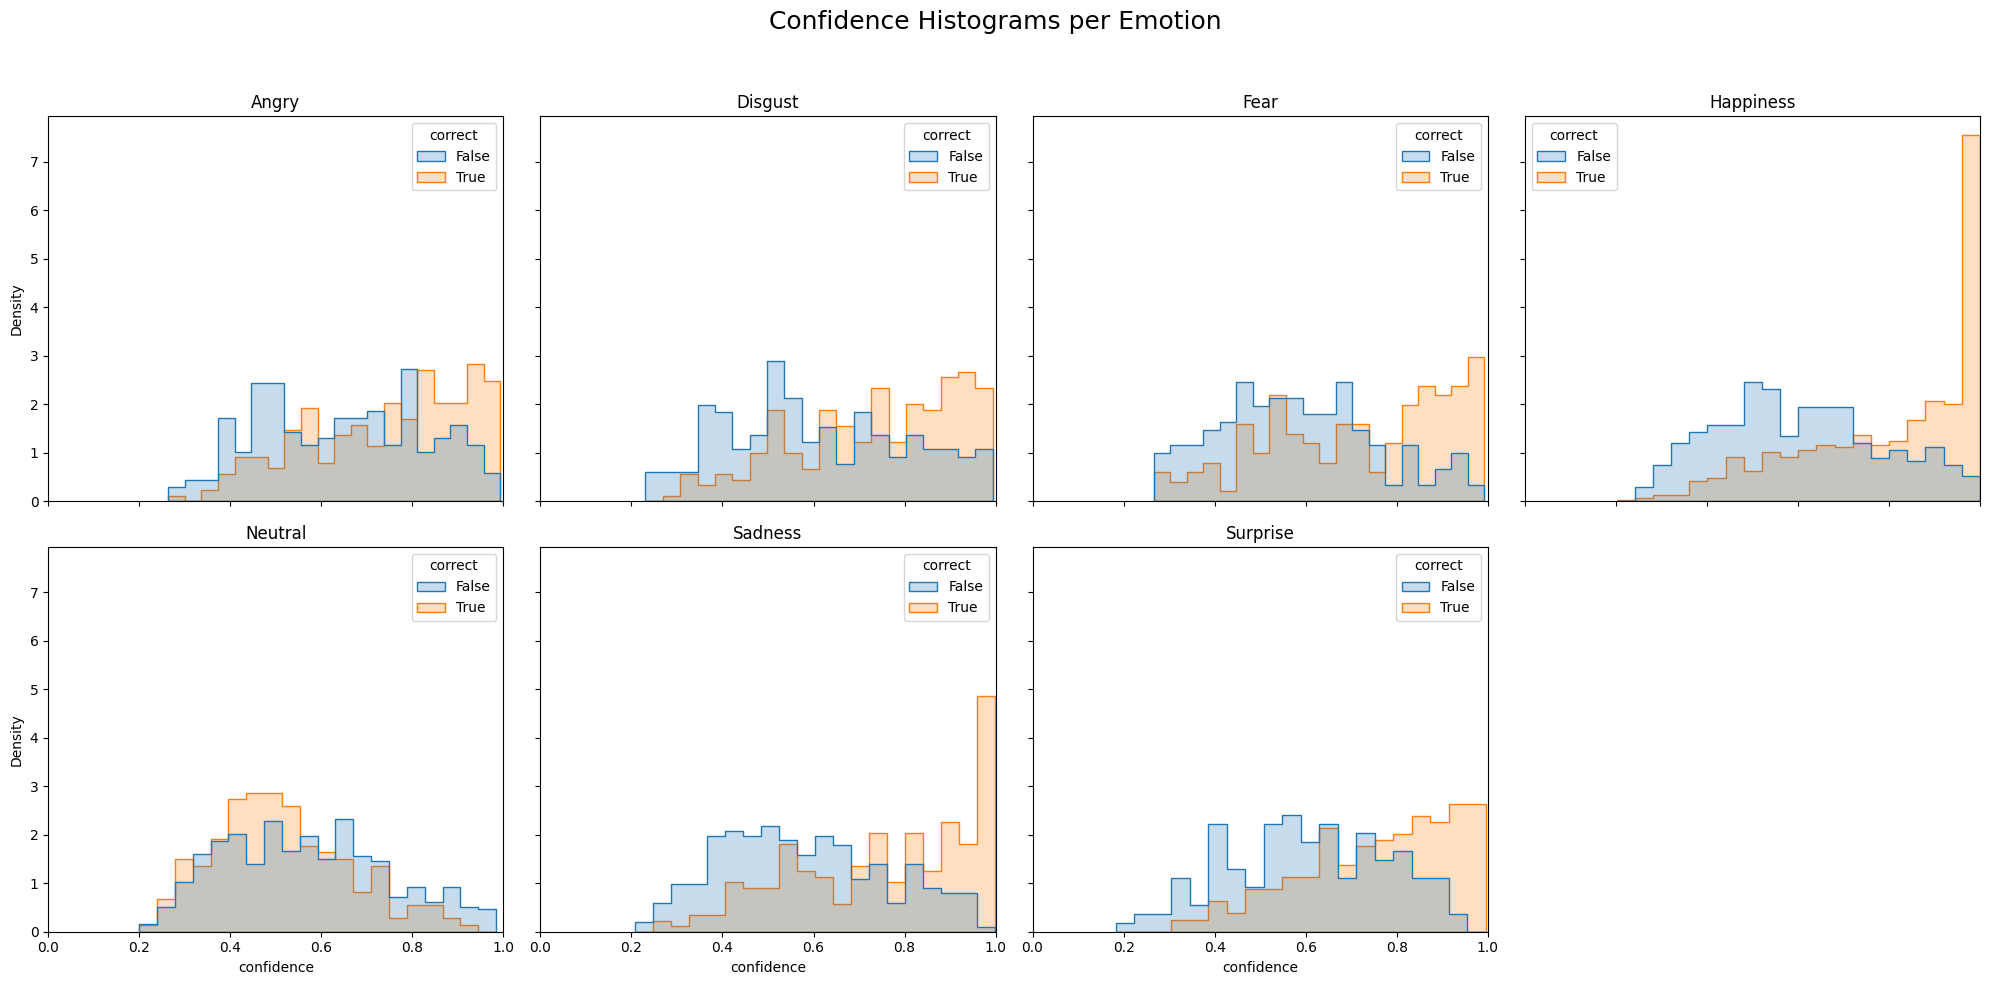 Confidence Histograms per Emotion
Angry
Disgust
Fear
Happiness
correct
False
True
correct
False
True
correct
False
True
correct
False
True
Density
7
6
5
4
3
2
1
0
Neutral
Sadness
Surprise
correct
False
True
correct
False
True
correct
False
True
Density
7
6
5
4
3
2
1
0
0.0 0.2 0.4 0.6 0.8 1.0
0.0 0.2 0.4 0.6 0.8 1.0
0.0 0.2 0.4 0.6 0.8 1.0
confidence
confidence
confidence